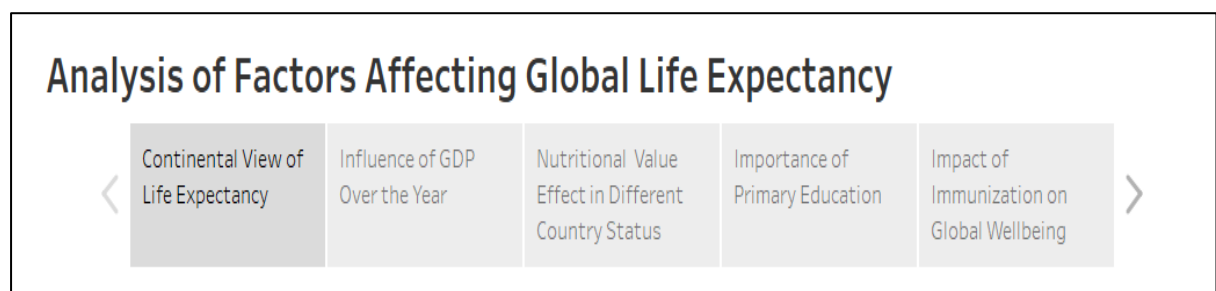 Analysis of Factors Affecting Global Life Expectancy
Continental View of
Life Expectancy
Influence of GDP
Over the Year
Nutritional Value
Effect in Different
Country Status
Importance of
Primary Education
Impact of
Immunization on
Global Wellbeing